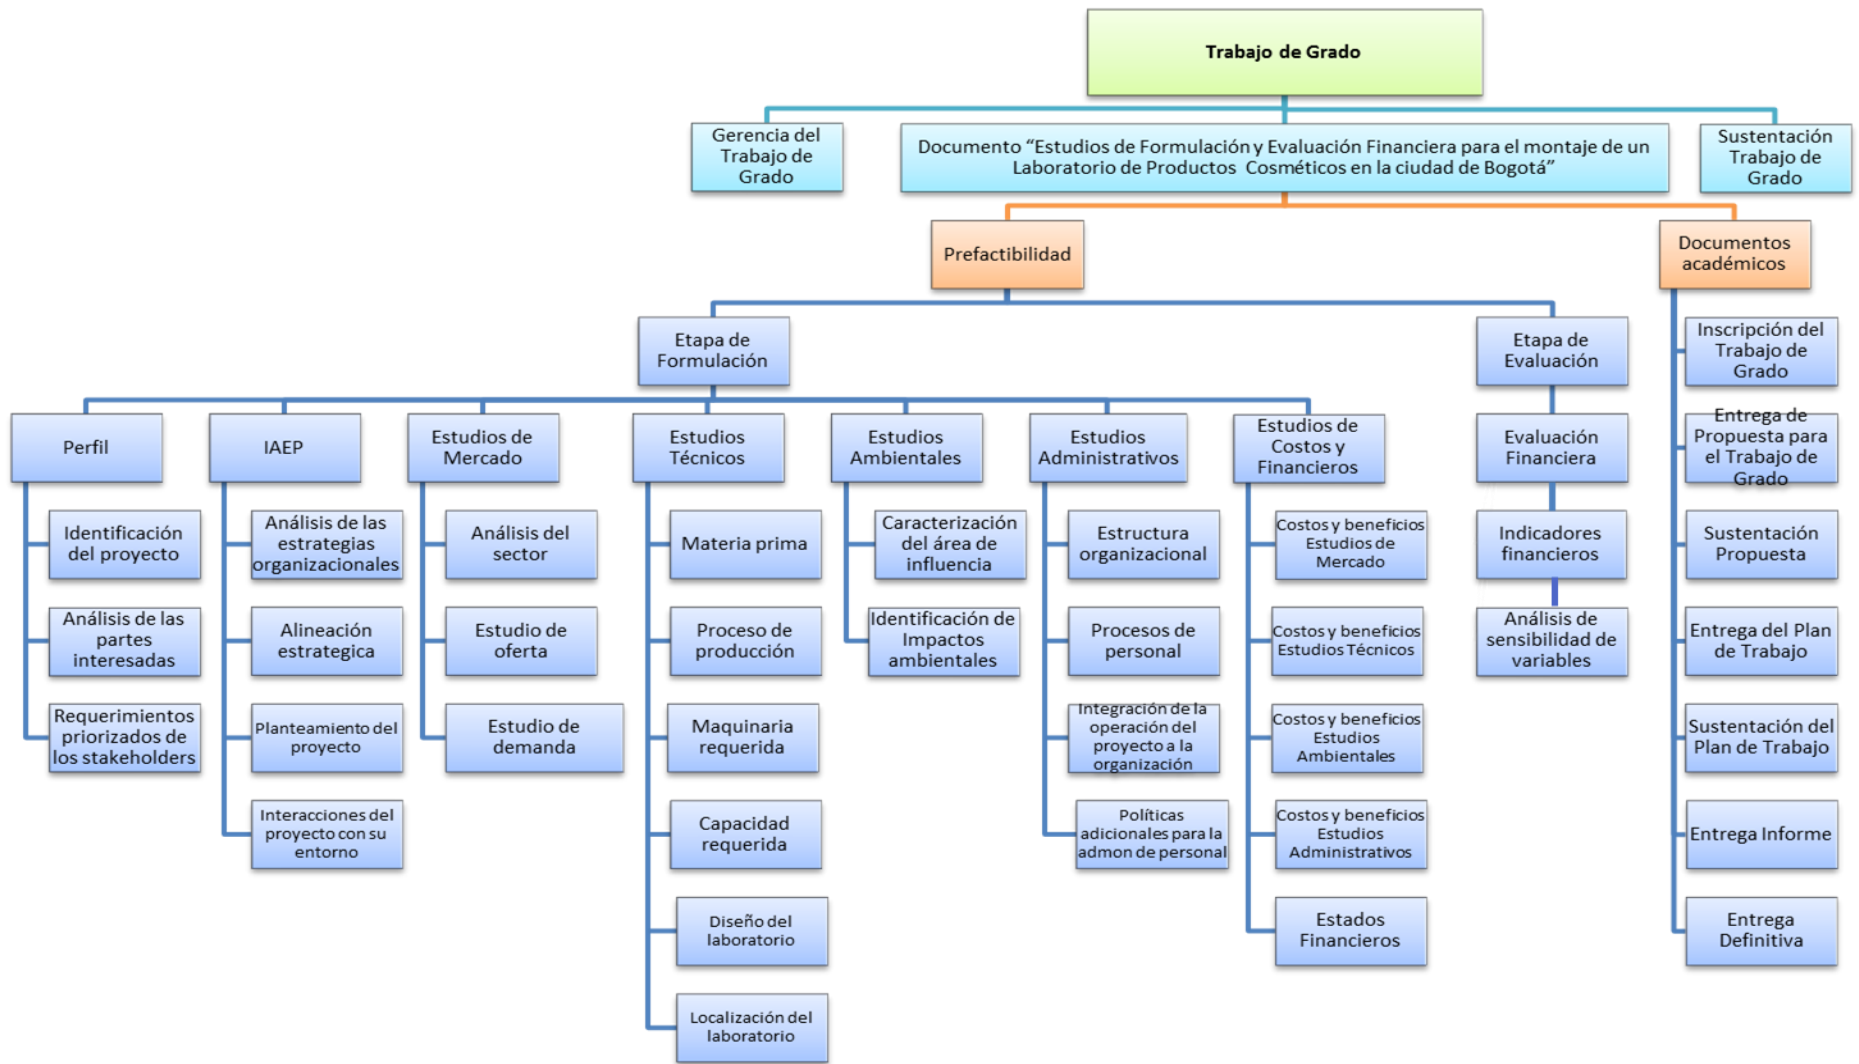 Trabajo de Grado
Gerencia del
Trabajo de
Grado
Documento “Estudios de Formulación y Evaluación Financiera para el montaje de un
Laboratorio de Productos Cosméticos en la ciudad de Bogotá”
Sustentación
Trabajo de
Grado
Prefactibilidad
Documentos
académicos
Etapa de
Formulación
Etapa de
Evaluación
Perfil
Identificación
del proyecto
Análisis de las
partes
interesadas
Requerimientos
priorizados de
los stakeholders
IAEP
Análisis de las
estrategias
organizacionales
Alineación
estrategica
Planteamiento del
proyecto
Interacciones del
proyecto con su
entorno
Estudios de
Mercado
Análisis del
sector
Estudio de
oferta
Estudio de
demanda
Estudios
Técnicos
Materia prima
Proceso de
producción
Maquinaria
requerida
Capacidad
requerida
Diseño del
laboratorio
Localización del
laboratorio
Estudios
Ambientales
Caracterización
del área de
influencia
Identificación de
Impactos
ambientales
Estudios
Administrativos
Estructura
organizacional
Procesos de
personal
Integración de la
operación del
proyecto a la
organización
Políticas
adicionales para la
admon de personal
Estudios de
Costos y
Financieros
Costos y beneficios
Estudios de
Mercado
Costos y beneficios
Estudios Técnicos
Costos y beneficios
Estudios
Ambientales
Costos y beneficios
Estudios
Administrativos
Estados
Financieros
Evaluación
Financiera
Indicadores
financieros
Análisis de
sensibilidad de
variables
Inscripción del
Trabajo de
Grado
Entrega de
Propuesta para
el Trabajo de
Grado
Sustentación
Propuesta
Entrega del Plan
de Trabajo
Sustentación del
Plan de Trabajo
Entrega Informe
Entrega
Definitiva